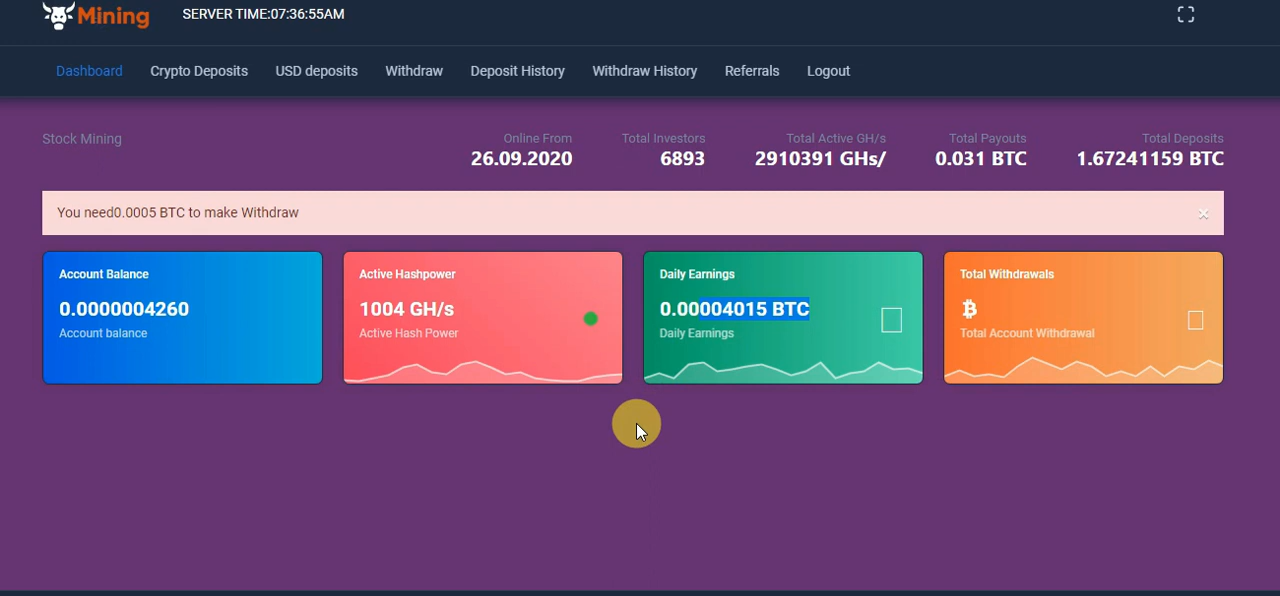 Mining
SERVER TIME:07:36:55AM
Dashboard Crypto Deposits USD deposits Withdraw Deposit History Withdraw History Referrals Logout
Stock Mining
Online From Total Investors Total Active GH/s Total Payouts Total Deposits
26.09.2020 6893 2910391 GHs/ 0.031 BTC 1.67241159 BTC
You need0.0005 BTC to make Withdraw ×
Account Balance
0.0000004260
Account balance
Active Hashpower
1004 GH/s
Active Hash Power
Daily Earnings
0.00004015 BTC
Daily Earnings
Total Withdrawals
₿
Total Account Withdrawal